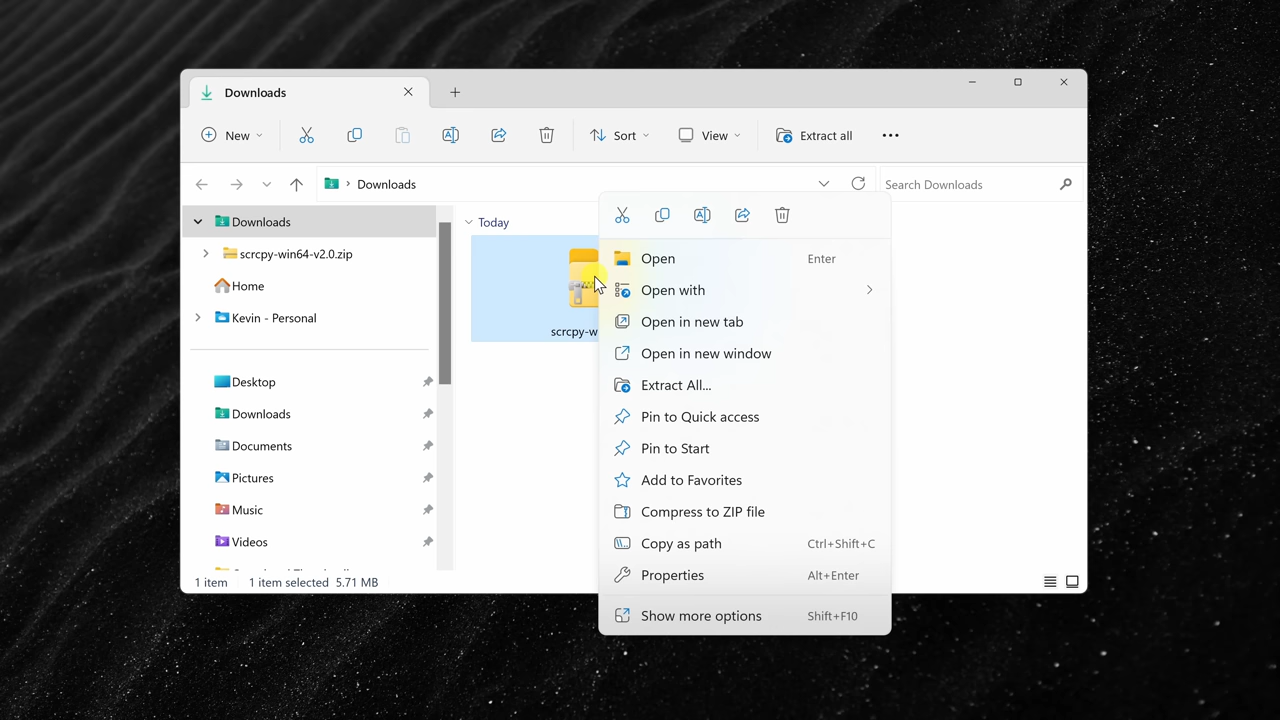 Downloads
New
Sort
View
Extract all
Downloads
Search Downloads
Downloads
scrcpy-win64-v2.0.zip
Home
Kevin - Personal
Desktop
Downloads
Documents
Pictures
Music
Videos
Today
scrcpy-w
Open Enter
Open with
Open in new tab
Open in new window
Extract All...
Pin to Quick access
Pin to Start
Add to Favorites
Compress to ZIP file
Copy as path Ctrl+Shift+C
Properties Alt+Enter
Show more options Shift+F10
1 item 1 item selected 5.71 MB